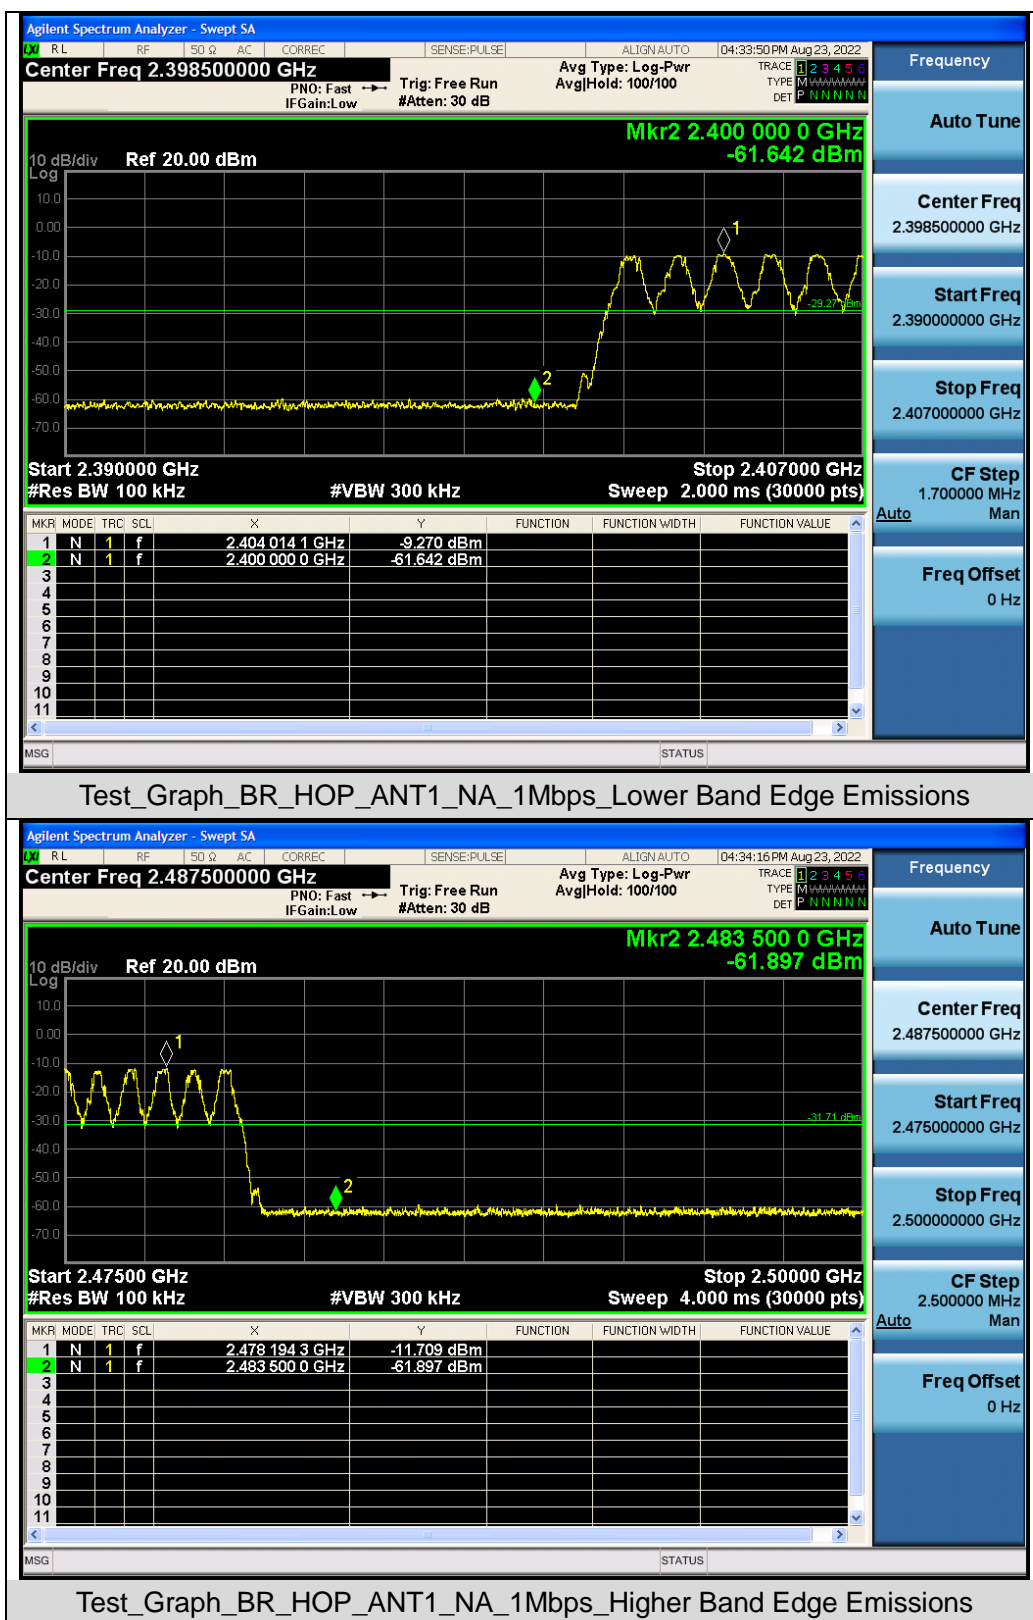 Agilent Spectrum Analyzer - Swept SA
LXI RL RF 50 Ω AC CORREC SENSE:PULSE ALIGN AUTO 04:33:50 PM Aug 23, 2022
Center Freq 2.398500000 GHz
PNO: Fast
IFGain:Low
Trig: Free Run
#Atten: 30 dB
Avg Type: Log-Pwr
Avg|Hold: 100/100
TRACE 1 2 3 4 5 6
TYPE M WWWWW
DET P N N N N N
Frequency
Mkr2 2.400 000 0 GHz
-61.642 dBm
10 dB/div Ref 20.00 dBm
Log
10.0
0.00
-10.0
-20.0
-30.0
-40.0
-50.0
-60.0
-70.0
1
2
-29.27 dBm
Start 2.390000 GHz Stop 2.407000 GHz
#Res BW 100 kHz #VBW 300 kHz Sweep 2.000 ms (30000 pts)
MKR MODE TRC SCL X Y FUNCTION FUNCTION WIDTH FUNCTION VALUE
1 N 1 f 2.404 014 1 GHz -9.270 dBm
2 N 1 f 2.400 000 0 GHz -61.642 dBm
3
4
5
6
7
8
9
10
11
MSG STATUS
Auto Tune
Center Freq
2.398500000 GHz
Start Freq
2.390000000 GHz
Stop Freq
2.407000000 GHz
CF Step
1.700000 MHz
Auto Man
Freq Offset
0 Hz
Test_Graph_BR_HOP_ANT1_NA_1Mbps_Lower Band Edge Emissions
Agilent Spectrum Analyzer - Swept SA
LXI RL RF 50 Ω AC CORREC SENSE:PULSE ALIGN AUTO 04:34:16 PM Aug 23, 2022
Center Freq 2.487500000 GHz
PNO: Fast
IFGain:Low
Trig: Free Run
#Atten: 30 dB
Avg Type: Log-Pwr
Avg|Hold: 100/100
TRACE 1 2 3 4 5 6
TYPE M WWWWW
DET P N N N N N
Frequency
Mkr2 2.483 500 0 GHz
-61.897 dBm
10 dB/div Ref 20.00 dBm
Log
10.0
0.00
-10.0
-20.0
-30.0
-40.0
-50.0
-60.0
-70.0
1
2
-31.71 dBm
Start 2.47500 GHz Stop 2.50000 GHz
#Res BW 100 kHz #VBW 300 kHz Sweep 4.000 ms (30000 pts)
MKR MODE TRC SCL X Y FUNCTION FUNCTION WIDTH FUNCTION VALUE
1 N 1 f 2.478 194 3 GHz -11.709 dBm
2 N 1 f 2.483 500 0 GHz -61.897 dBm
3
4
5
6
7
8
9
10
11
MSG STATUS
Auto Tune
Center Freq
2.487500000 GHz
Start Freq
2.475000000 GHz
Stop Freq
2.500000000 GHz
CF Step
2.500000 MHz
Auto Man
Freq Offset
0 Hz
Test_Graph_BR_HOP_ANT1_NA_1Mbps_Higher Band Edge Emissions